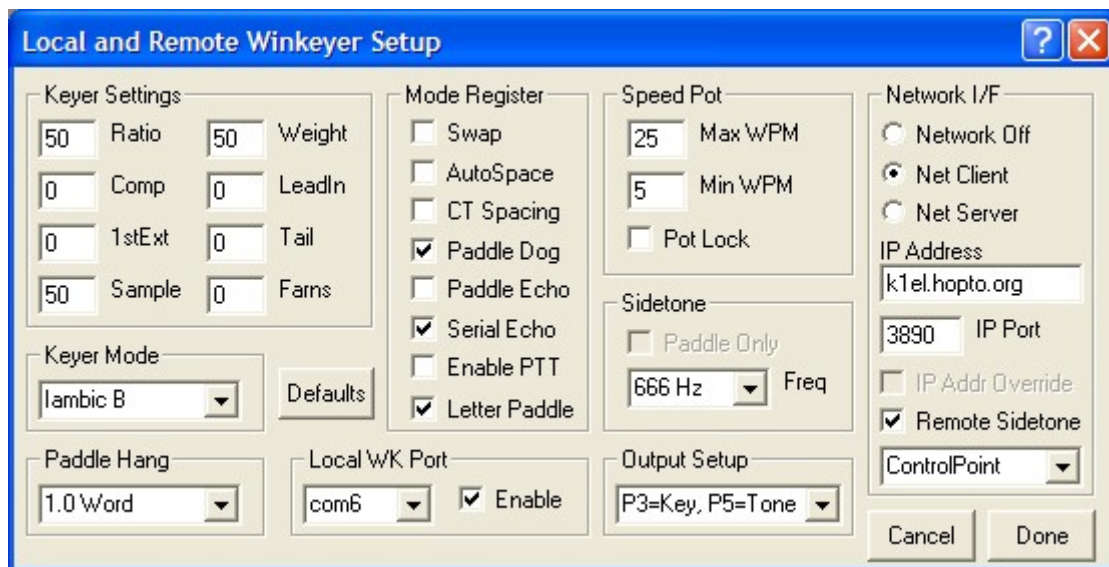 Local and Remote Winkeyer Setup
?
Keyer Settings
50 Ratio 50 Weight
0 Comp 0 LeadIn
0 1stExt 0 Tail
50 Sample 0 Farns
Keyer Mode
Iambic B
Defaults
Mode Register
Swap
AutoSpace
CT Spacing
Paddle Dog
Paddle Echo
Serial Echo
Enable PTT
Letter Paddle
Speed Pot
25 Max WPM
5 Min WPM
Pot Lock
Sidetone
Paddle Only
666 Hz Freq
Network I/F
Network Off
Net Client
Net Server
IP Address
k1el.hopto.org
3890 IP Port
IP Addr Override
Remote Sidetone
ControlPoint
Paddle Hang
1.0 Word
Local WK Port
com6 Enable
Output Setup
P3=Key, P5=Tone
Cancel Done